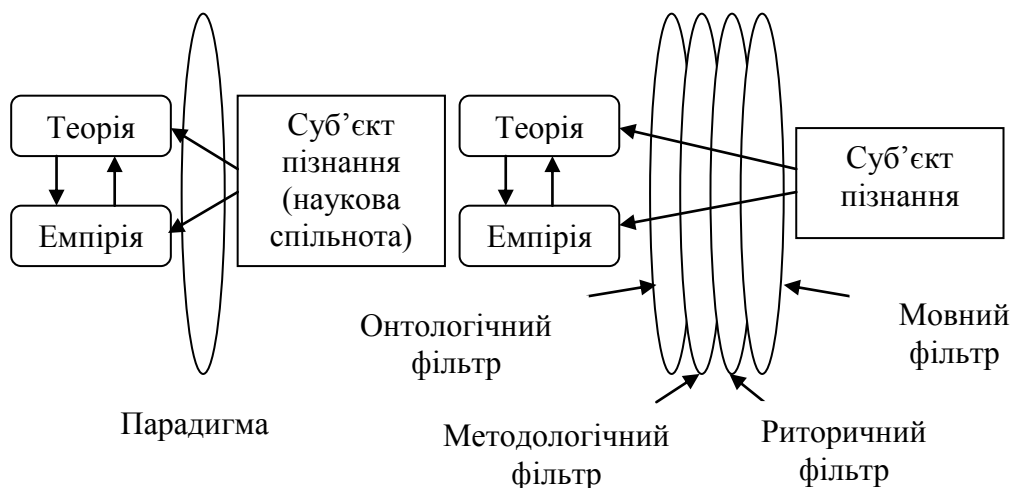 Теорія
Емпірія
Суб’єкт
пізнання
(наукова
спільнота)
Парадигма
Теорія
Емпірія
Суб’єкт
пізнання
Онтологічний
фільтр
Методологічний
фільтр
Риторичний
фільтр
Мовний
фільтр